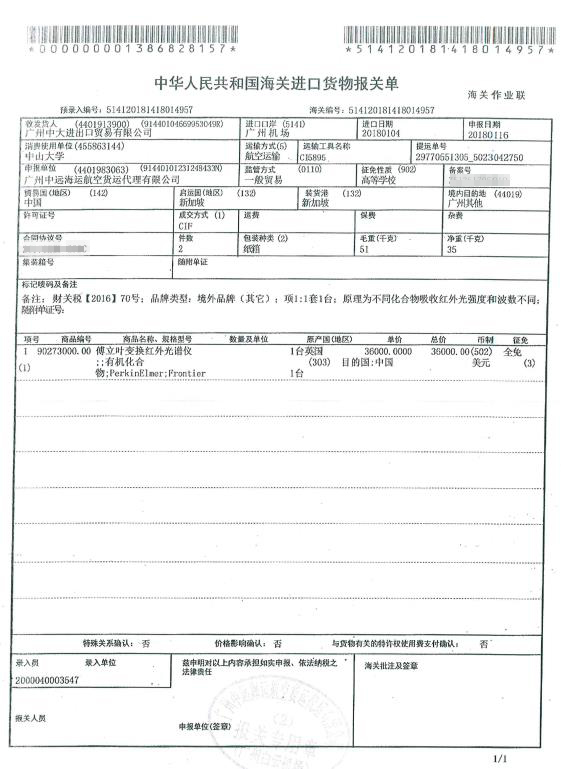 *0000000001386828157*
*514120181418014957*
中华人民共和国海关进口货物报关单
海关作业联
预录入编号: 514120181418014957
海关编号: 514120181418014957
收发货人 (4401913900) (91440104669953049R)
进口口岸 (5141)
进口日期
申报日期
广州中大进出口贸易有限公司
广州机场
20180104
20180116
消费使用单位(455863144)
运输方式(5)
运输工具名称
提运单号
中山大学
航空运输
CI5895
29770551305_5023042750
申报单位 (4401983063) (91440101231248433N)
监管方式 (0110)
征免性质 (902)
备案号
广州中远海运航空货运代理有限公司
一般贸易
高等学校
贸易国(地区) (142)
启运国(地区) (132)
装货港 (132)
境内目的地 (44019)
中国
新加坡
新加坡
广州其他
许可证号
成交方式 (1)
运费
保费
杂费
CIF
合同协议号
件数
包装种类 (2)
毛重(千克)
净重(千克)
2
纸箱
51
35
集装箱号
随附单证
标记唛码及备注
备注: 财关税【2016】70号; 品牌类型: 境外品牌(其它); 项1:1套1台; 原理为不同化合物吸收红外光强度和波数不同;
随附单证号:
项号 商品编号 商品名称、规格型号 数量及单位 原产国(地区) 单价 总价 币制 征免
1 90273000.00 傅立叶变换红外光谱仪 1台英国 36000.0000 36000.00(502) 全免
(1) ;;有机化合 (303) 目的国:中国 美元 (3)
物;PerkinElmer;Frontier 1台
特殊关系确认: 否 价格影响确认: 否 与货物有关的特许权使用费支付确认: 否
录入员 录入单位
兹申明对以上内容承担如实申报、依法纳税之
法律责任
海关批注及签章
2000040003547
报关人员
申报单位(签章)
(2)
报关专用章
1/1